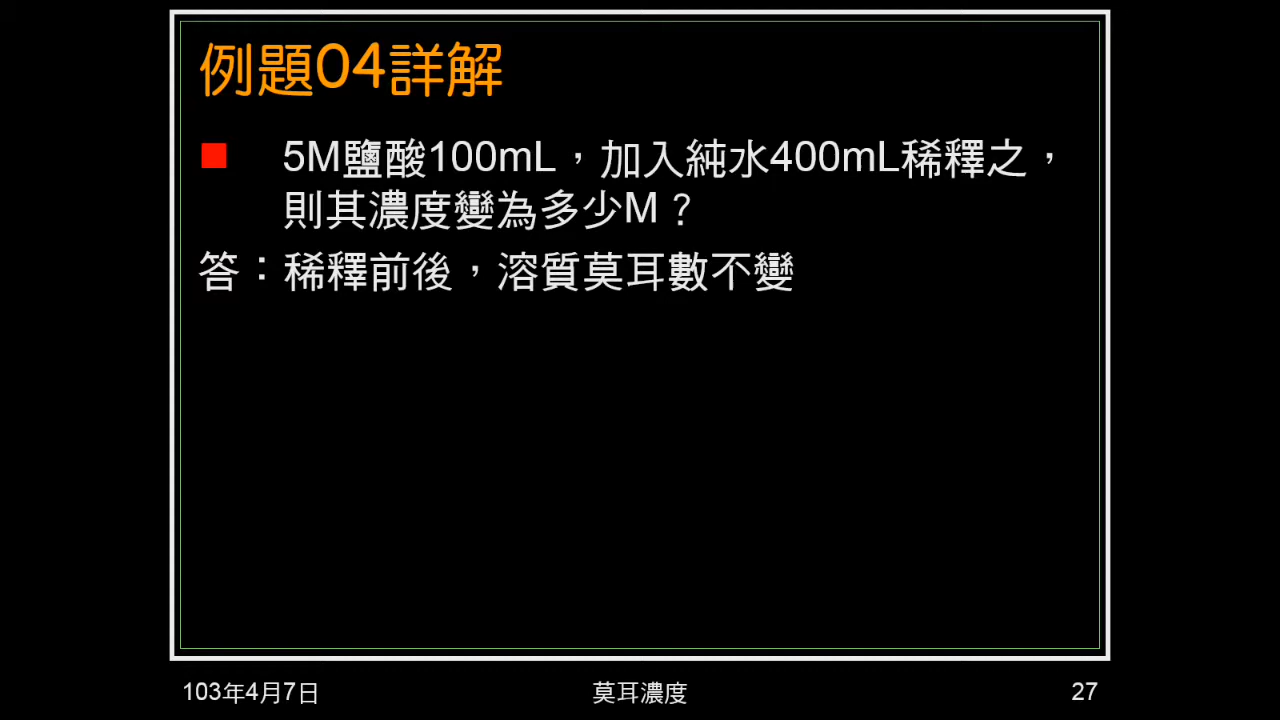 例題04詳解
5M鹽酸100mL，加入純水400mL稀釋之，
則其濃度變為多少M？
答：稀釋前後，溶質莫耳數不變
103年4月7日
莫耳濃度
27